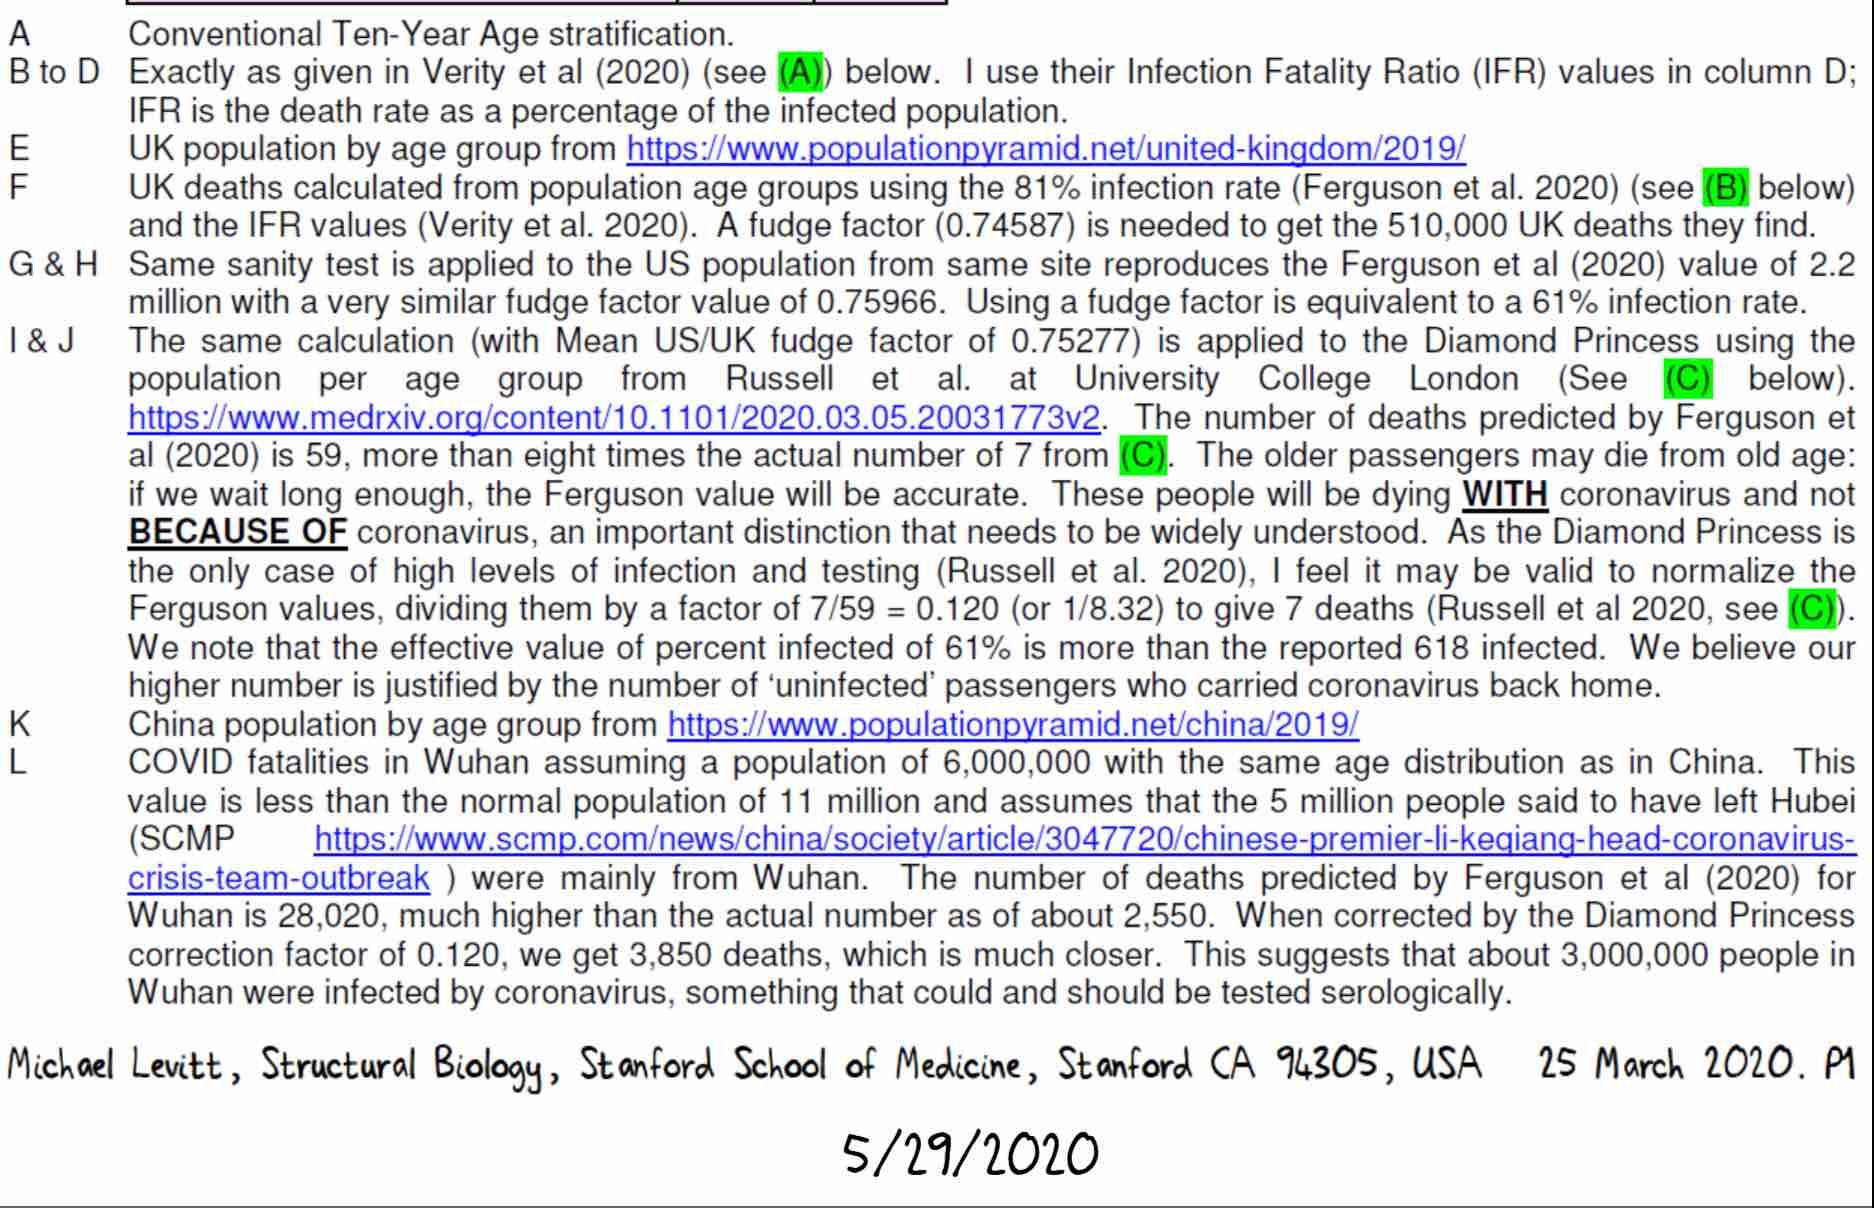 A Conventional Ten-Year Age stratification.
B to D Exactly as given in Verity et al (2020) (see (A)) below. I use their Infection Fatality Ratio (IFR) values in column D;
IFR is the death rate as a percentage of the infected population.
E UK population by age group from https://www.populationpyramid.net/united-kingdom/2019/
F UK deaths calculated from population age groups using the 81% infection rate (Ferguson et al. 2020) (see (B) below)
and the IFR values (Verity et al. 2020). A fudge factor (0.74587) is needed to get the 510,000 UK deaths they find.
G & H Same sanity test is applied to the US population from same site reproduces the Ferguson et al (2020) value of 2.2
million with a very similar fudge factor value of 0.75966. Using a fudge factor is equivalent to a 61% infection rate.
I & J The same calculation (with Mean US/UK fudge factor of 0.75277) is applied to the Diamond Princess using the
population per age group from Russell et al. at University College London (See (C) below).
https://www.medrxiv.org/content/10.1101/2020.03.05.20031773v2. The number of deaths predicted by Ferguson et
al (2020) is 59, more than eight times the actual number of 7 from (C). The older passengers may die from old age:
if we wait long enough, the Ferguson value will be accurate. These people will be dying WITH coronavirus and not
BECAUSE OF coronavirus, an important distinction that needs to be widely understood. As the Diamond Princess is
the only case of high levels of infection and testing (Russell et al. 2020), I feel it may be valid to normalize the
Ferguson values, dividing them by a factor of 7/59 = 0.120 (or 1/8.32) to give 7 deaths (Russell et al 2020, see (C)).
We note that the effective value of percent infected of 61% is more than the reported 618 infected. We believe our
higher number is justified by the number of ‘uninfected’ passengers who carried coronavirus back home.
K China population by age group from https://www.populationpyramid.net/china/2019/
L COVID fatalities in Wuhan assuming a population of 6,000,000 with the same age distribution as in China. This
value is less than the normal population of 11 million and assumes that the 5 million people said to have left Hubei
(SCMP https://www.scmp.com/news/china/society/article/3047720/chinese-premier-li-keqiang-head-coronavirus-
crisis-team-outbreak ) were mainly from Wuhan. The number of deaths predicted by Ferguson et al (2020) for
Wuhan is 28,020, much higher than the actual number as of about 2,550. When corrected by the Diamond Princess
correction factor of 0.120, we get 3,850 deaths, which is much closer. This suggests that about 3,000,000 people in
Wuhan were infected by coronavirus, something that could and should be tested serologically.
Michael Levitt, Structural Biology, Stanford School of Medicine, Stanford CA 94305, USA 25 March 2020. P1
5/29/2020